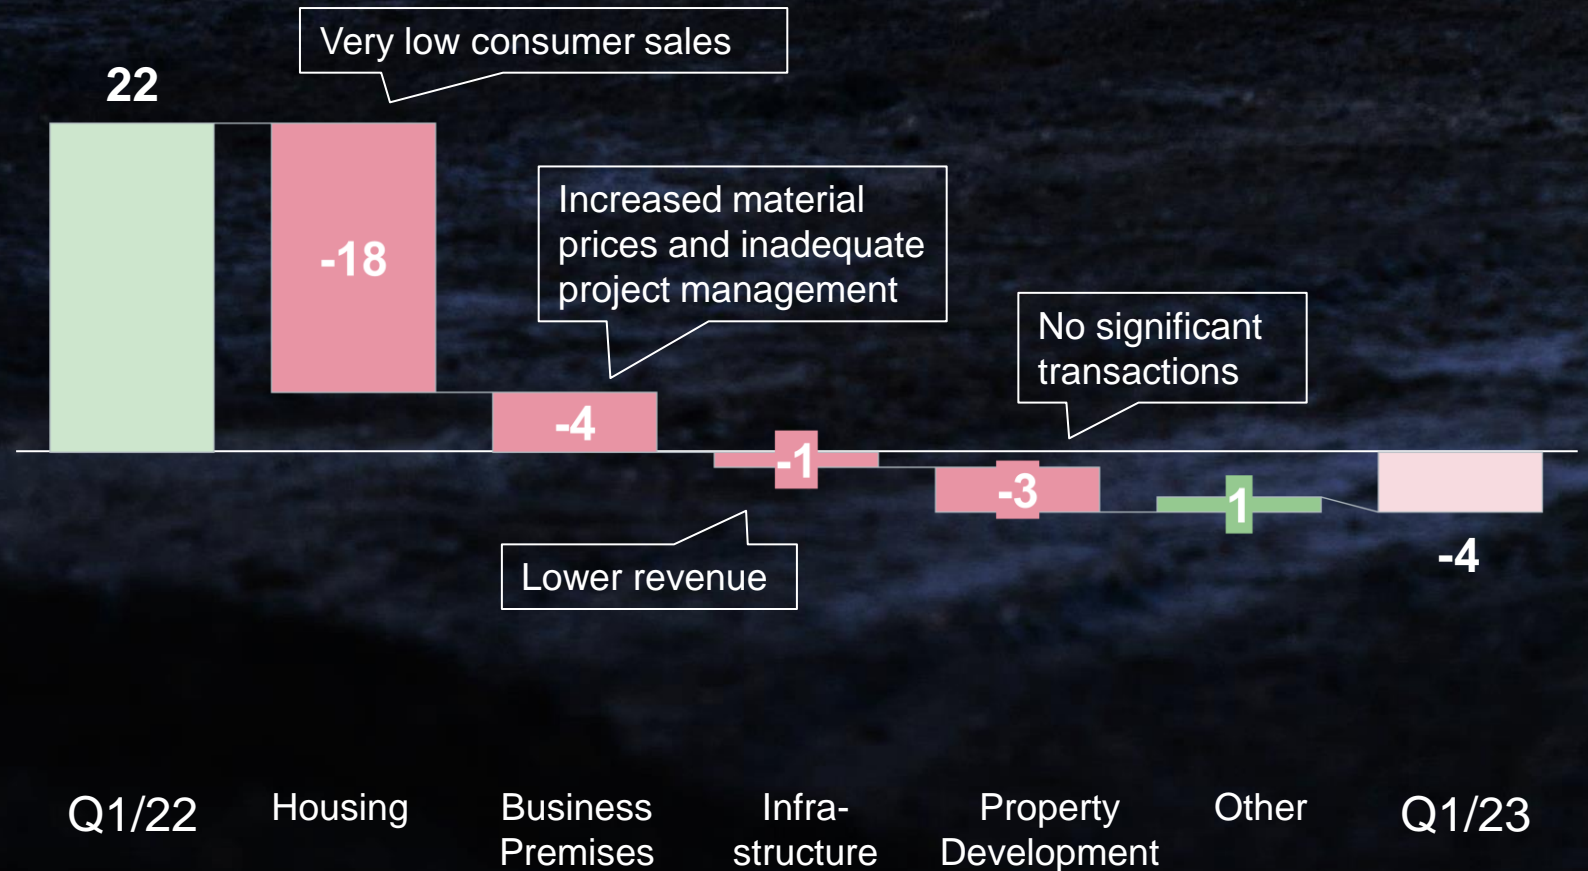 Very low consumer sales
22
-18
Increased material
prices and inadequate
project management
-4
No significant
transactions
-1
-3
1
Lower revenue
-4
Q1/22
Housing
Business
Premises
Infra-
structure
Property
Development
Other
Q1/23